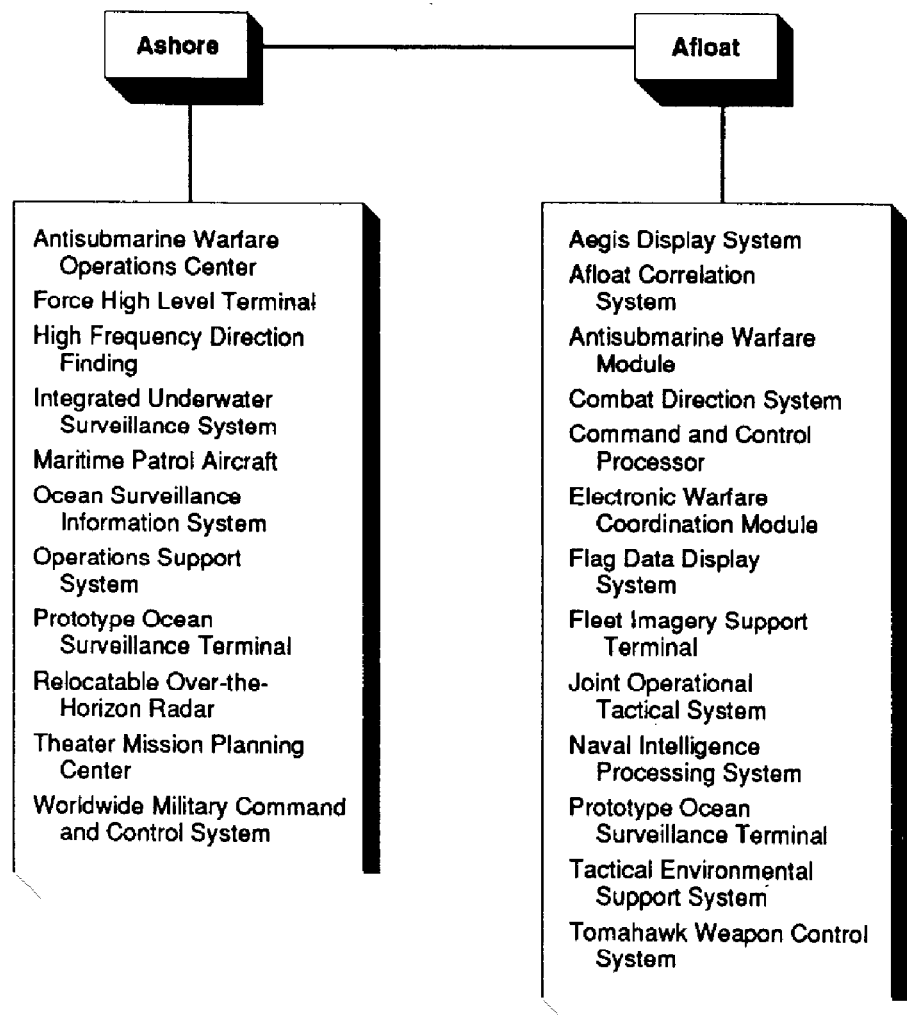 Ashore
Afloat
Antisubmarine Warfare
Operations Center
Force High Level Terminal
High Frequency Direction
Finding
Integrated Underwater
Surveillance System
Maritime Patrol Aircraft
Ocean Surveillance
Information System
Operations Support
System
Prototype Ocean
Surveillance Terminal
Relocatable Over-the-
Horizon Radar
Theater Mission Planning
Center
Worldwide Military Command
and Control System
Aegis Display System
Afloat Correlation
System
Antisubmarine Warfare
Module
Combat Direction System
Command and Control
Processor
Electronic Warfare
Coordination Module
Flag Data Display
System
Fleet Imagery Support
Terminal
Joint Operational
Tactical System
Naval Intelligence
Processing System
Prototype Ocean
Surveillance Terminal
Tactical Environmental
Support System
Tomahawk Weapon Control
System